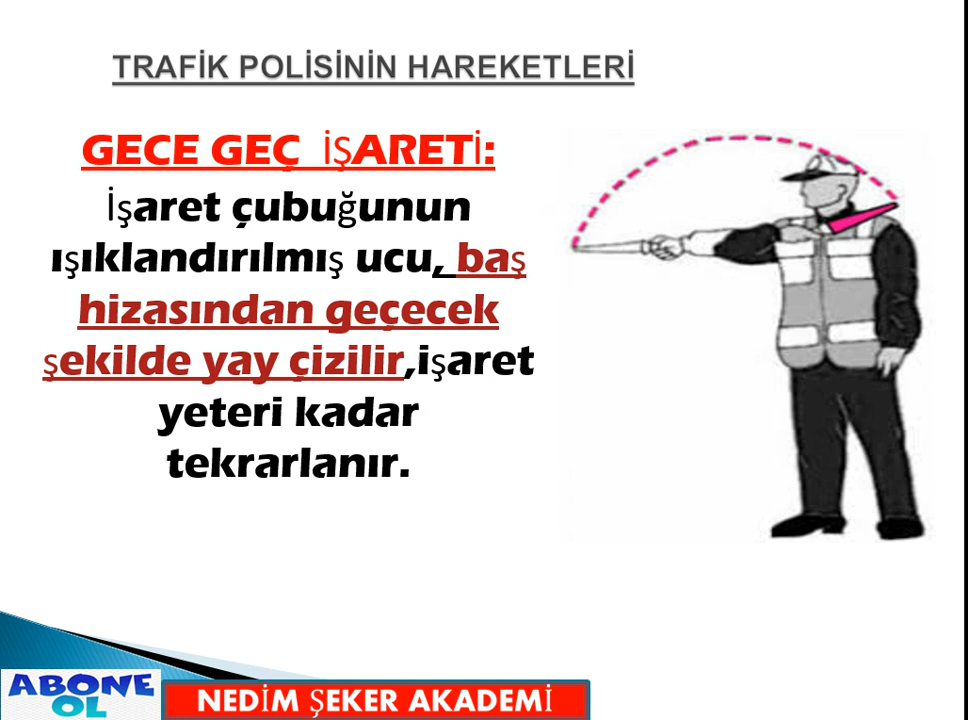 TRAFİK POLİSİNİN HAREKETLERİ
GECE GEÇ İŞARETİ:
İşaret çubuğunun
ışıklandırılmış ucu, baş
hizasından geçecek
şekilde yay çizilir,işaret
yeteri kadar
tekrarlanır.
ABONE
OL
NEDİM ŞEKER AKADEMİ